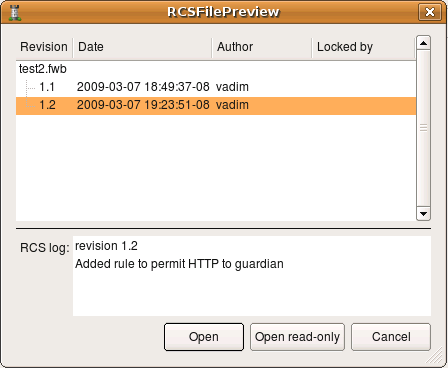 RCSFilePreview
Revision Date Author Locked by
test2.fwb
1.1 2009-03-07 18:49:37-08 vadim
1.2 2009-03-07 19:23:51-08 vadim
RCS log: revision 1.2
Added rule to permit HTTP to guardian
Open Open read-only Cancel